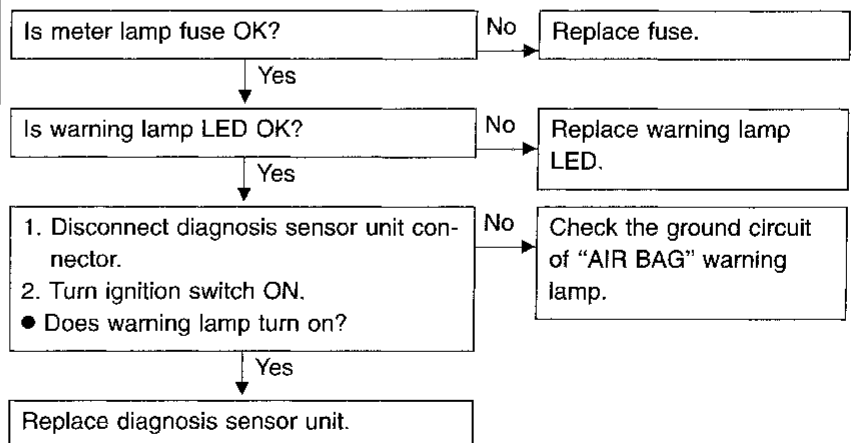 Is meter lamp fuse OK?
No
Replace fuse.
Yes
Is warning lamp LED OK?
No
Replace warning lamp
LED.
Yes
1. Disconnect diagnosis sensor unit con-
nector.
2. Turn ignition switch ON.
● Does warning lamp turn on?
No
Check the ground circuit
of “AIR BAG” warning
lamp.
Yes
Replace diagnosis sensor unit.